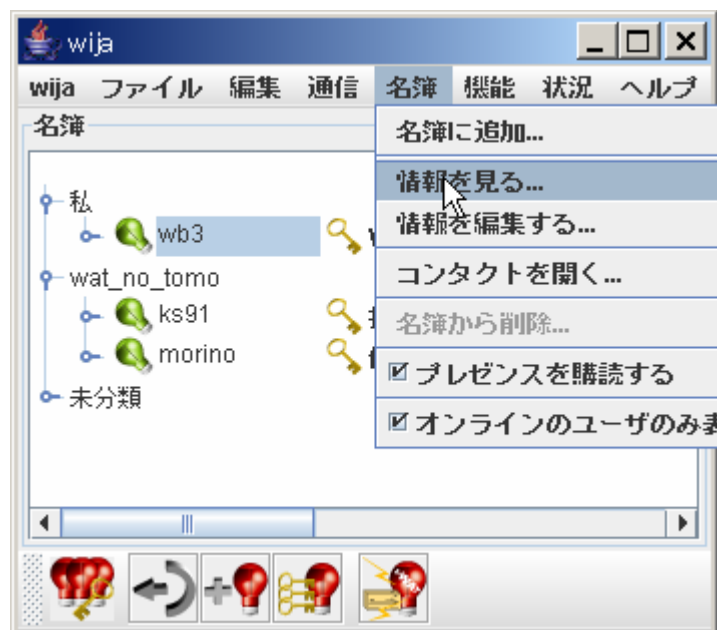 wija
wija ファイル 編集 通信 名簿 機能 状況 ヘルプ
名簿
名簿に追加...
情報を見る...
情報を編集する...
コンタクトを開く...
名簿から削除...
プレゼンスを購読する
オンラインのユーザのみ
私
wb3
wat_no_tomo
ks91
morino
未分類